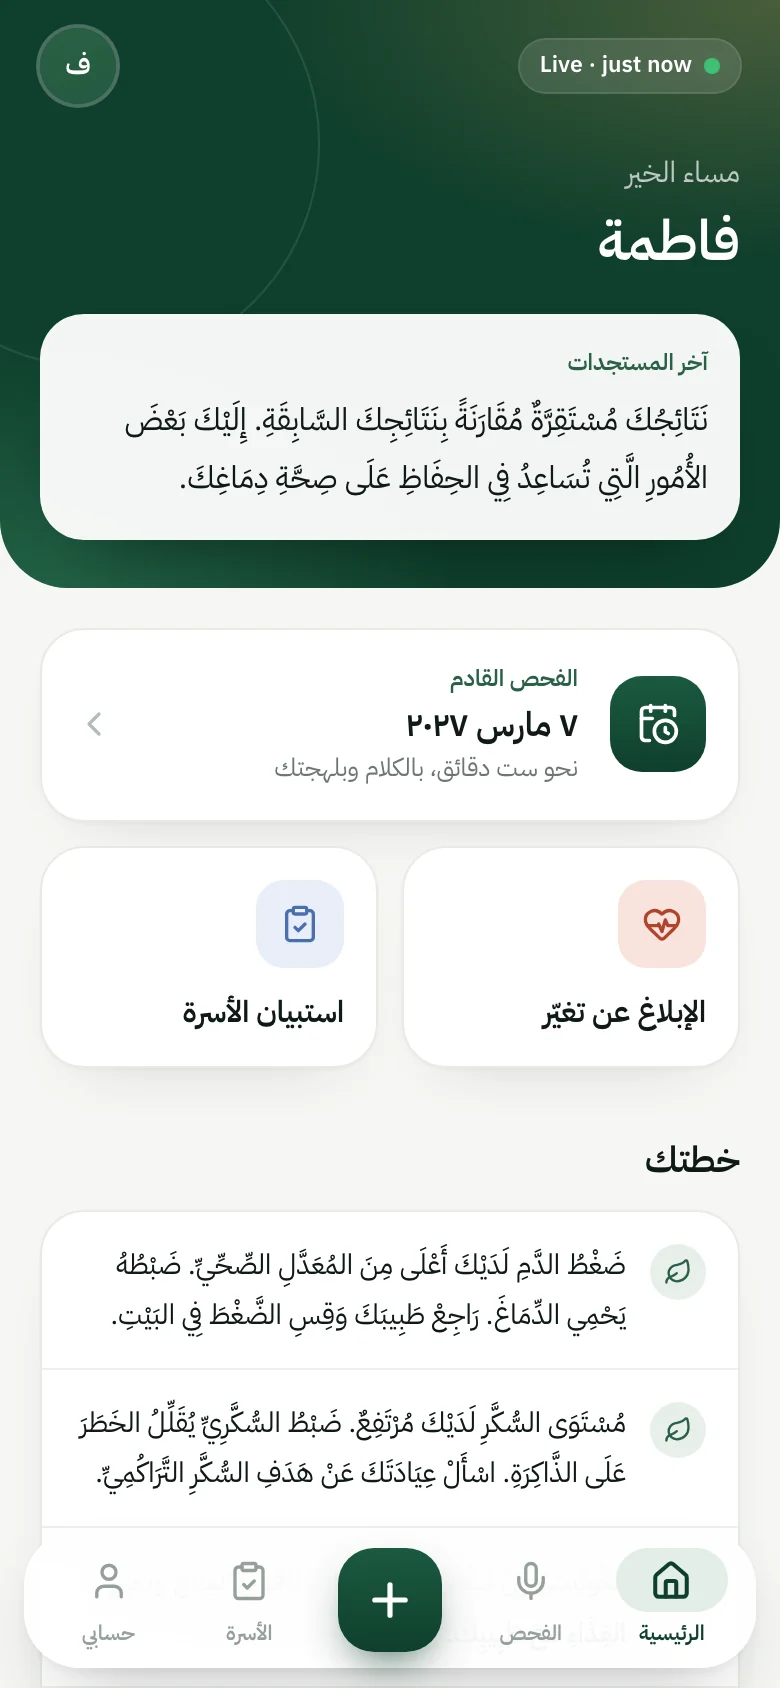 Live · just now
ف
مساء الخير
فاطمة
آخر المستجدات
نَتَائِجُكَ مُسْتَقِرَّةٌ مُقَارَنَةً بِنَتَائِجِكَ السَّابِقَةِ. إِلَيْكَ بَعْضَ
الأُمُورِ الَّتِي تُسَاعِدُ فِي الحِفَاظِ عَلَى صِحَّةِ دِمَاغِكَ.
الفحص القادم
٧ مارس ٢٠٢٧
نحو ست دقائق، بالكلام وبلهجتك
الإبلاغ عن تغيّر
استبيان الأسرة
خطتك
ضَغْطُ الدَّمِ لَدَيْكَ أَعْلَى مِنَ المُعَدَّلِ الصِّحِّيِّ. ضَبْطُهُ
يَحْمِي الدِّمَاغَ. رَاجِعْ طَبِيبَكَ وَقِسِ الضَّغْطَ فِي البَيْتِ.
مُسْتَوَى السُّكَّرِ لَدَيْكَ مُرْتَفِعٌ. ضَبْطُ السُّكَّرِيِّ يُقَلِّلُ الخَطَرَ
عَلَى الذَّاكِرَةِ. اسْأَلْ عِيَادَتَكَ عَنْ هَدَفِ السُّكَّرِ التَّرَاكُمِيِّ.
الرئيسية
الفحص
الأسرة
حسابي